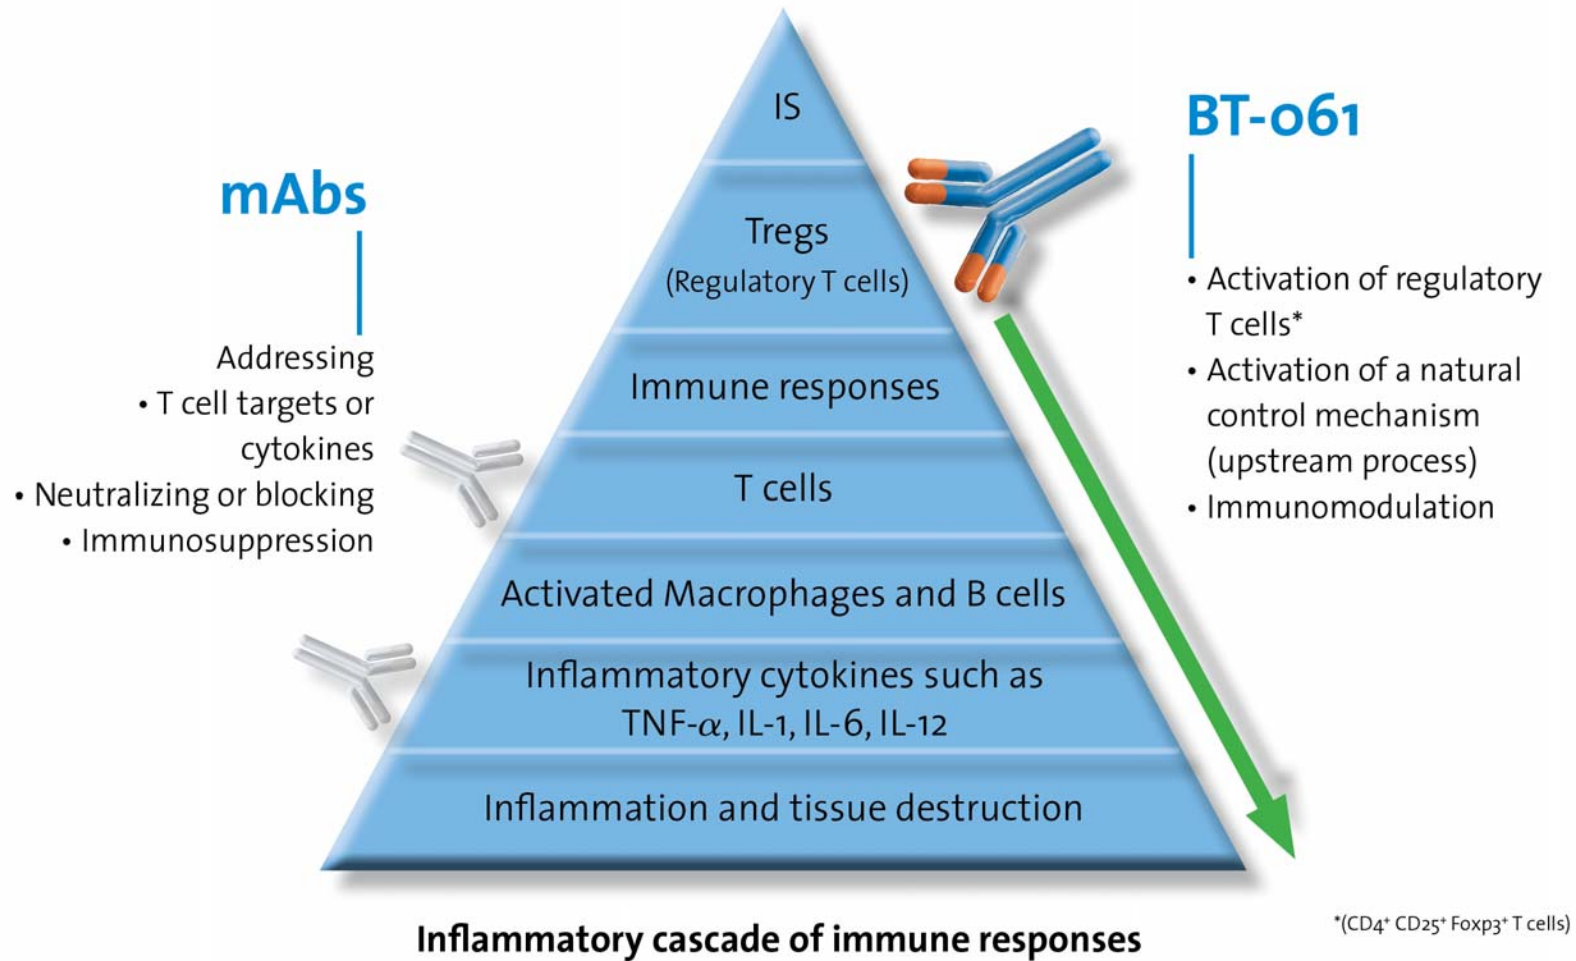 mAbs
Addressing
• T cell targets or
cytokines
• Neutralizing or blocking
• Immunosuppression
IS
Tregs
(Regulatory T cells)
Immune responses
T cells
Activated Macrophages and B cells
Inflammatory cytokines such as
TNF-α, IL-1, IL-6, IL-12
Inflammation and tissue destruction
BT-061
• Activation of regulatory
T cells*
• Activation of a natural
control mechanism
(upstream process)
• Immunomodulation
Inflammatory cascade of immune responses
*(CD4⁺ CD25⁺ Foxp3⁺ T cells)